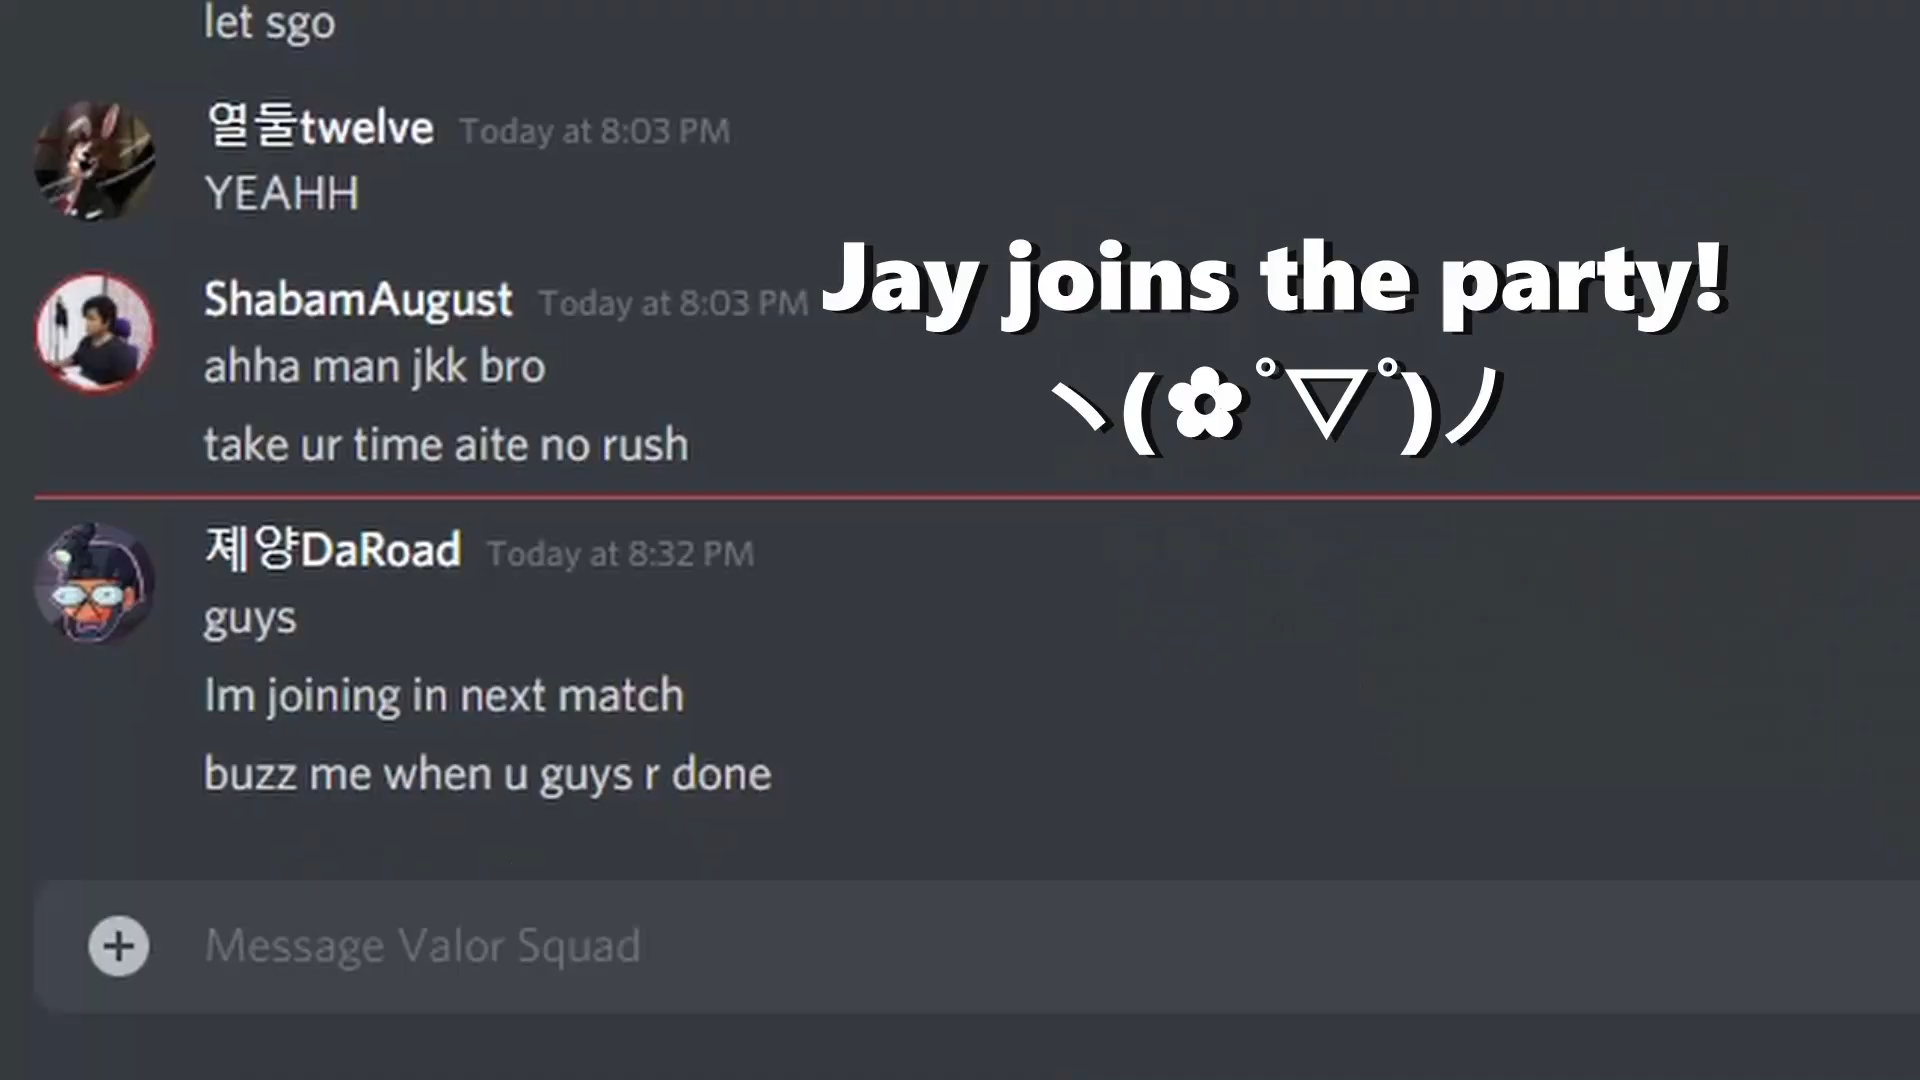 let sgo
열둘twelve Today at 8:03 PM
YEAHH
ShabamAugust Today at 8:03 PM
ahha man jkk bro
take ur time aite no rush
Jay joins the party!
ヽ(✿ﾟ▽ﾟ)ノ
졔양DaRoad Today at 8:32 PM
guys
Im joining in next match
buzz me when u guys r done
Message Valor Squad